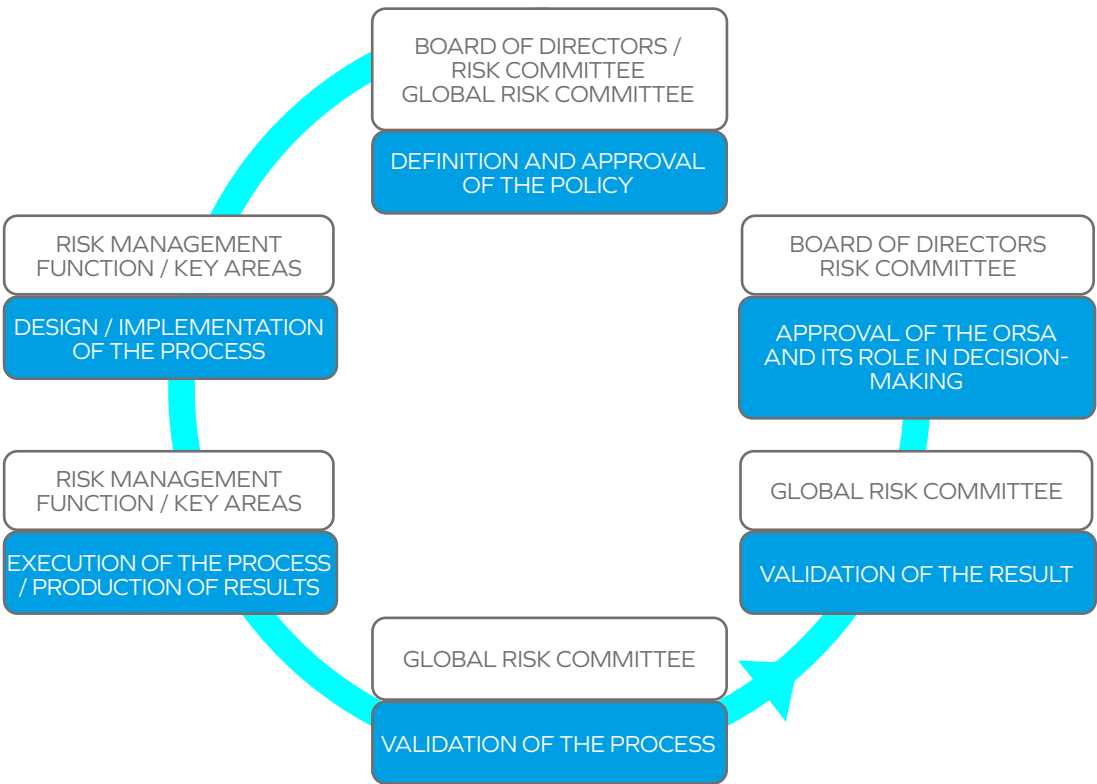 BOARD OF DIRECTORS /
RISK COMMITTEE
GLOBAL RISK COMMITTEE
DEFINITION AND APPROVAL
OF THE POLICY
RISK MANAGEMENT
FUNCTION / KEY AREAS
DESIGN / IMPLEMENTATION
OF THE PROCESS
RISK MANAGEMENT
FUNCTION / KEY AREAS
EXECUTION OF THE PROCESS
/ PRODUCTION OF RESULTS
GLOBAL RISK COMMITTEE
VALIDATION OF THE PROCESS
GLOBAL RISK COMMITTEE
VALIDATION OF THE RESULT
BOARD OF DIRECTORS
RISK COMMITTEE
APPROVAL OF THE ORSA
AND ITS ROLE IN DECISION-
MAKING